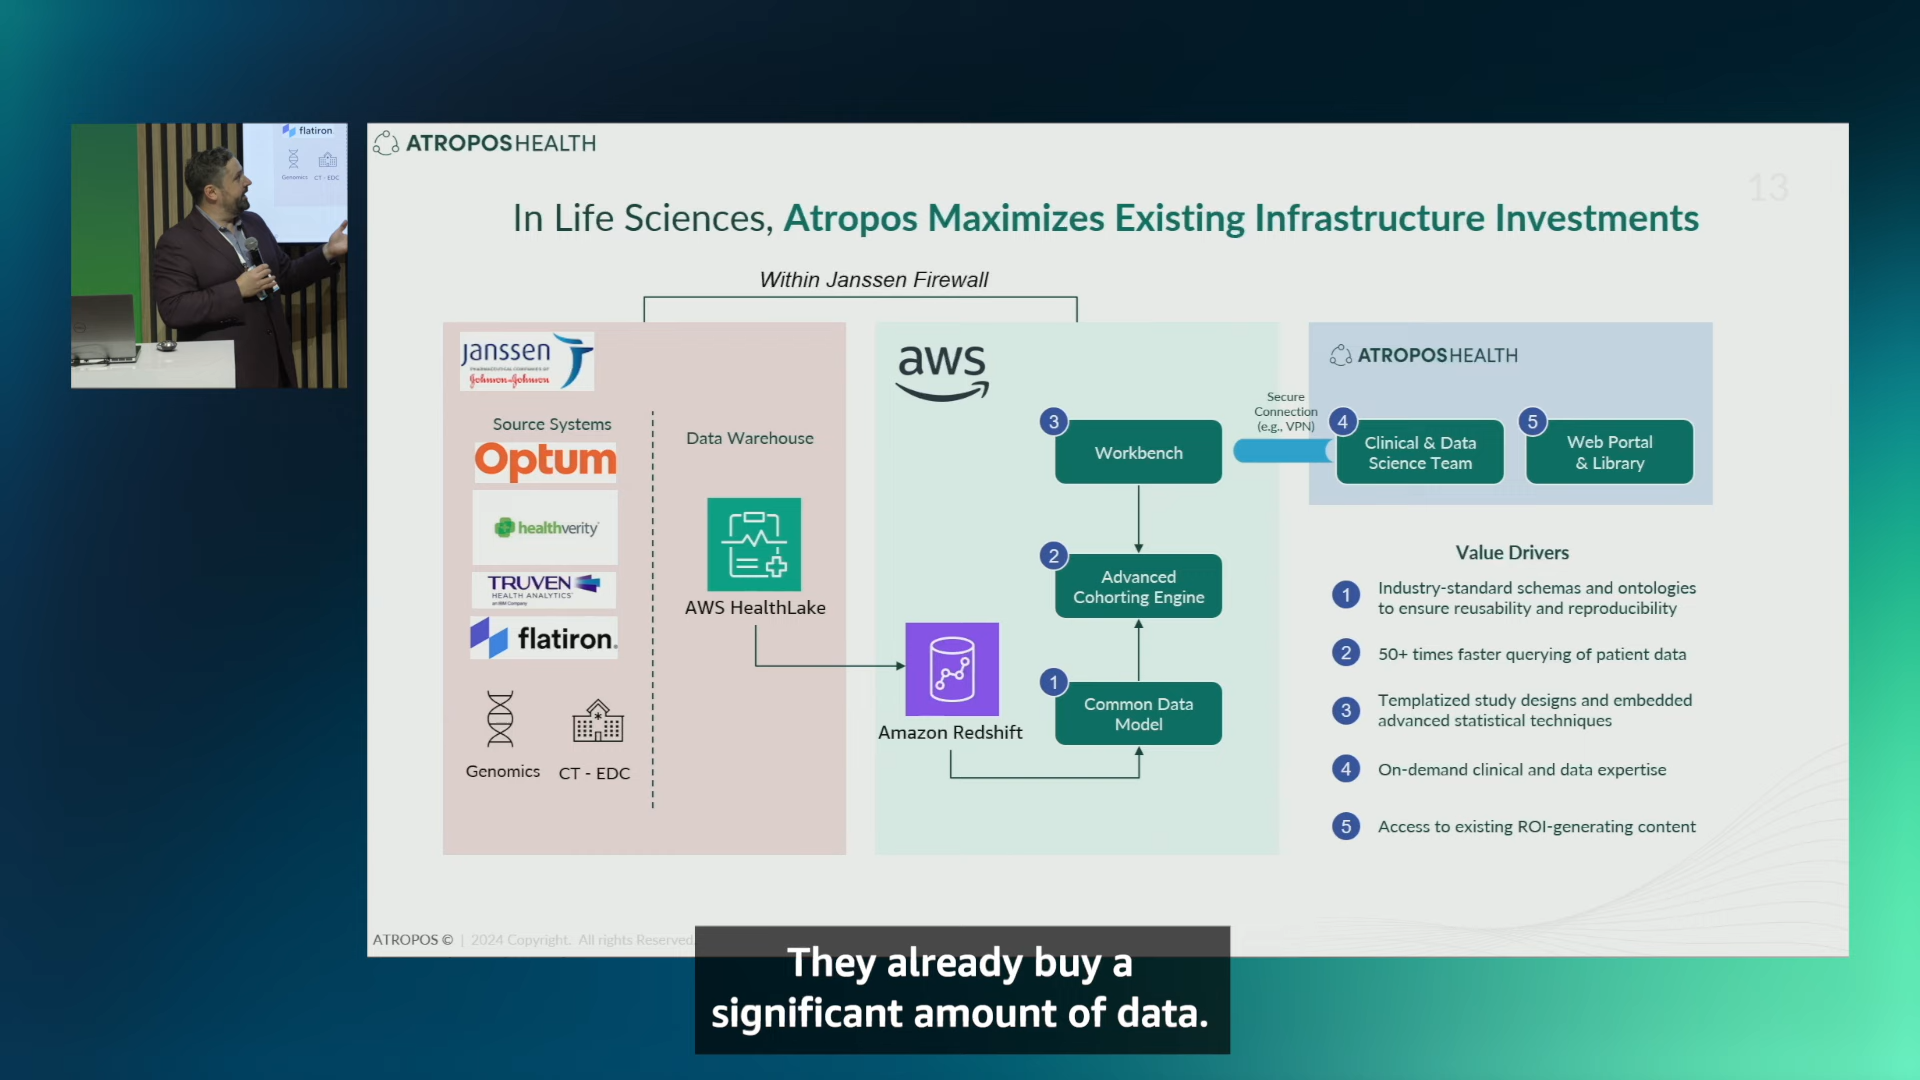 flatiron
Genomics CT - EDC
ATROPOSHEALTH
13
In Life Sciences, Atropos Maximizes Existing Infrastructure Investments
Within Janssen Firewall
Janssen
PHARMACEUTICAL COMPANIES OF
Johnson & Johnson
Source Systems
Optum
healthverity
TRUVEN
HEALTH ANALYTICS
an IBM Company
flatiron.
Genomics
CT - EDC
Data Warehouse
AWS HealthLake
aws
Amazon Redshift
3
Workbench
2
Advanced
Cohorting Engine
1
Common Data
Model
Secure
Connection
(e.g., VPN)
ATROPOSHEALTH
4
Clinical & Data
Science Team
5
Web Portal
& Library
Value Drivers
1 Industry-standard schemas and ontologies
to ensure reusability and reproducibility
2 50+ times faster querying of patient data
3 Templatized study designs and embedded
advanced statistical techniques
4 On-demand clinical and data expertise
5 Access to existing ROI-generating content
ATROPOS © | 2024 Copyright. All rights Reserved.
They already buy a
significant amount of data.